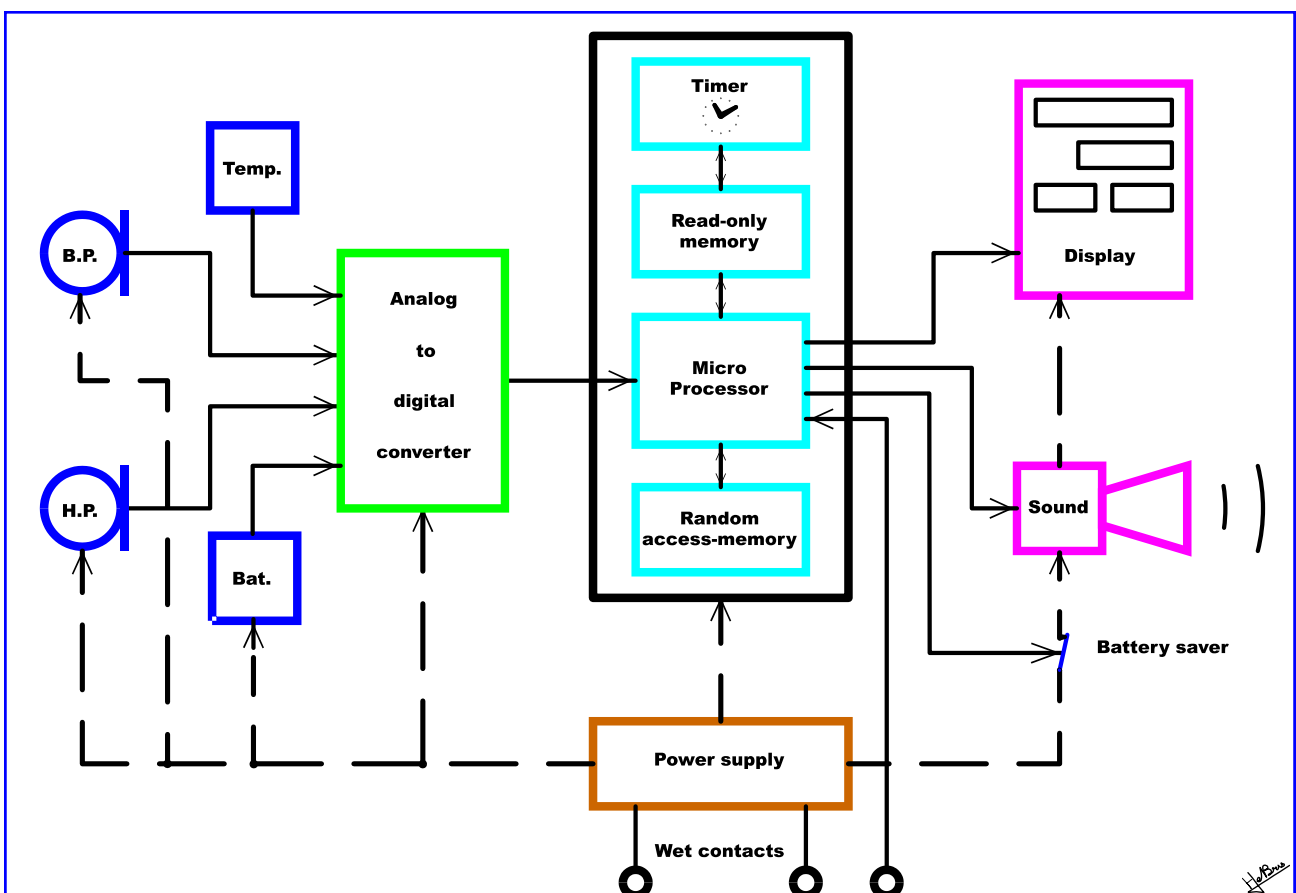 Timer
Temp.
Read-only
memory
B.P.
Display
Analog
to
digital
converter
Micro
Processor
H.P.
Sound
Random
access-memory
Bat.
Battery saver
Power supply
Wet contacts